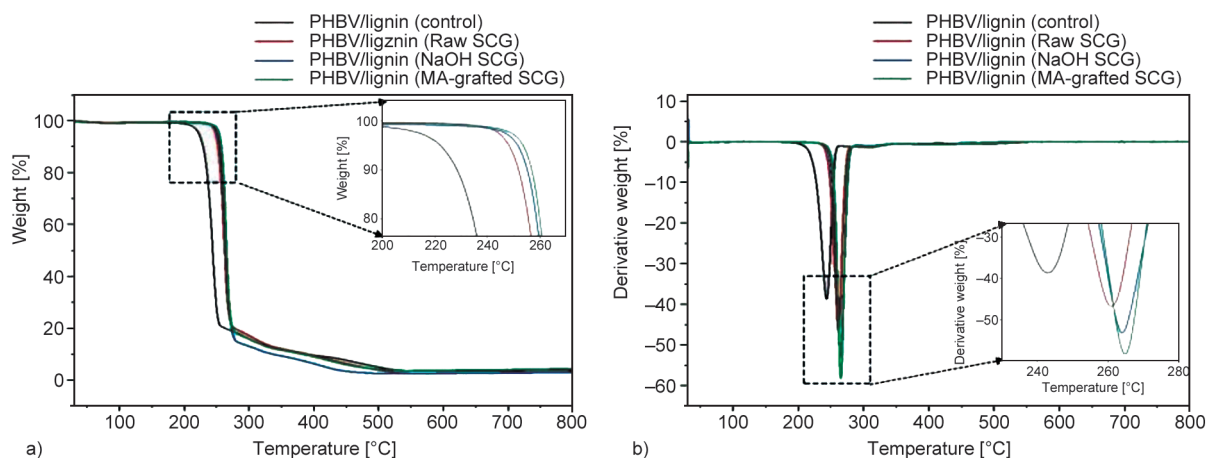 PHBV/lignin (control)
PHBV/ligznin (Raw SCG)
PHBV/lignin (NaOH SCG)
PHBV/lignin (MA-grafted SCG)
100
80
60
40
20
0
Weight [%]
100
90
80
Weight [%]
200 220 240 260
Temperature [°C]
100 200 300 400 500 600 700 800
Temperature [°C]
a)
PHBV/lignin (control)
PHBV/lignin (Raw SCG)
PHBV/lignin (NaOH SCG)
PHBV/lignin (MA-grafted SCG)
10
0
–10
–20
–30
–40
–50
–60
Derivative weight [%]
–30
–40
–50
Derivative weight [%]
240 260 280
Temperature [°C]
100 200 300 400 500 600 700 800
Temperature [°C]
b)